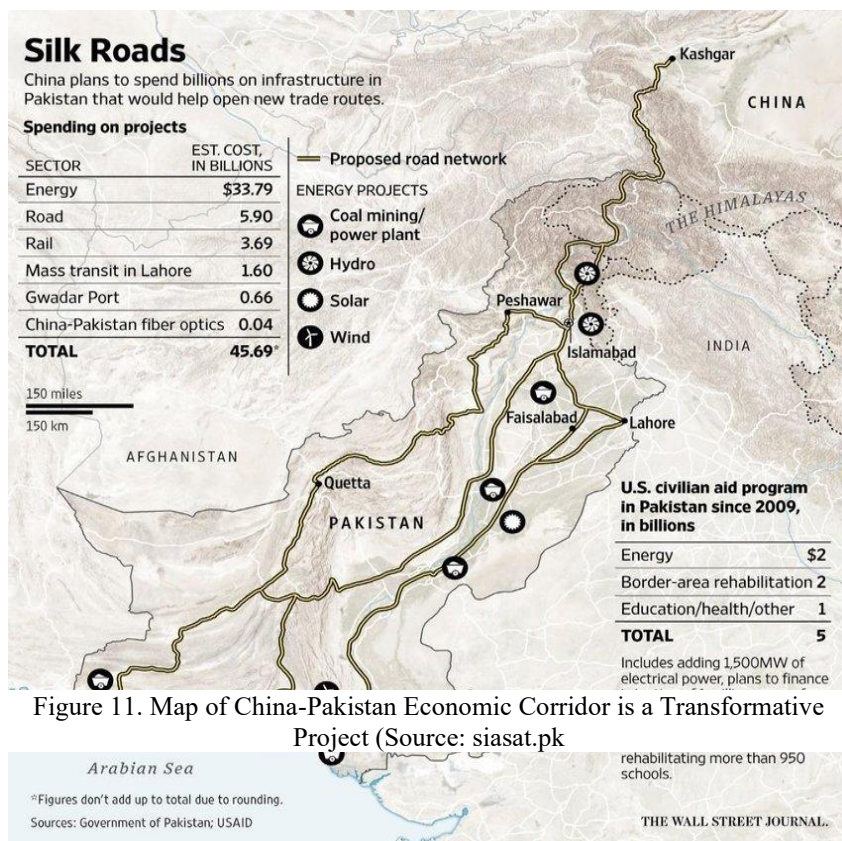 Silk Roads
China plans to spend billions on infrastructure in
Pakistan that would help open new trade routes.
Spending on projects
SECTOR EST. COST, IN BILLIONS
Energy $33.79
Road 5.90
Rail 3.69
Mass transit in Lahore 1.60
Gwadar Port 0.66
China-Pakistan fiber optics 0.04
TOTAL 45.69*
150 miles
150 km
Proposed road network
ENERGY PROJECTS
Coal mining/
power plant
Hydro
Solar
Wind
Kashgar
CHINA
THE HIMALAYAS
Peshawar
Islamabad
INDIA
Faisalabad
Lahore
AFGHANISTAN
Quetta
PAKISTAN
U.S. civilian aid program
in Pakistan since 2009,
in billions
Energy $2
Border-area rehabilitation 2
Education/health/other 1
TOTAL 5
Includes adding 1,500MW of
electrical power, plans to finance
Figure 11. Map of China-Pakistan Economic Corridor is a Transformative
Project (Source: siasat.pk
rehabilitating more than 950
schools.
Arabian Sea
*Figures don't add up to total due to rounding.
Sources: Government of Pakistan; USAID
THE WALL STREET JOURNAL.